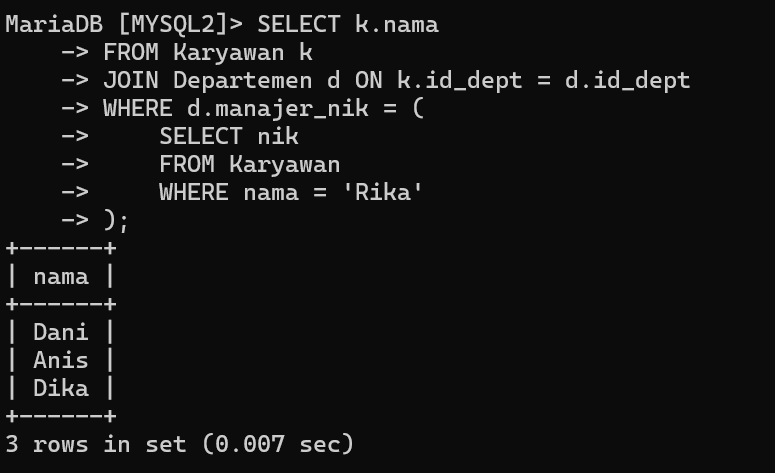 MariaDB [MYSQL2]> SELECT k.nama
    -> FROM Karyawan k
    -> JOIN Departemen d ON k.id_dept = d.id_dept
    -> WHERE d.manajer_nik = (
    ->     SELECT nik
    ->     FROM Karyawan
    ->     WHERE nama = 'Rika'
    -> );
+------+
| nama |
+------+
| Dani |
| Anis |
| Dika |
+------+
3 rows in set (0.007 sec)